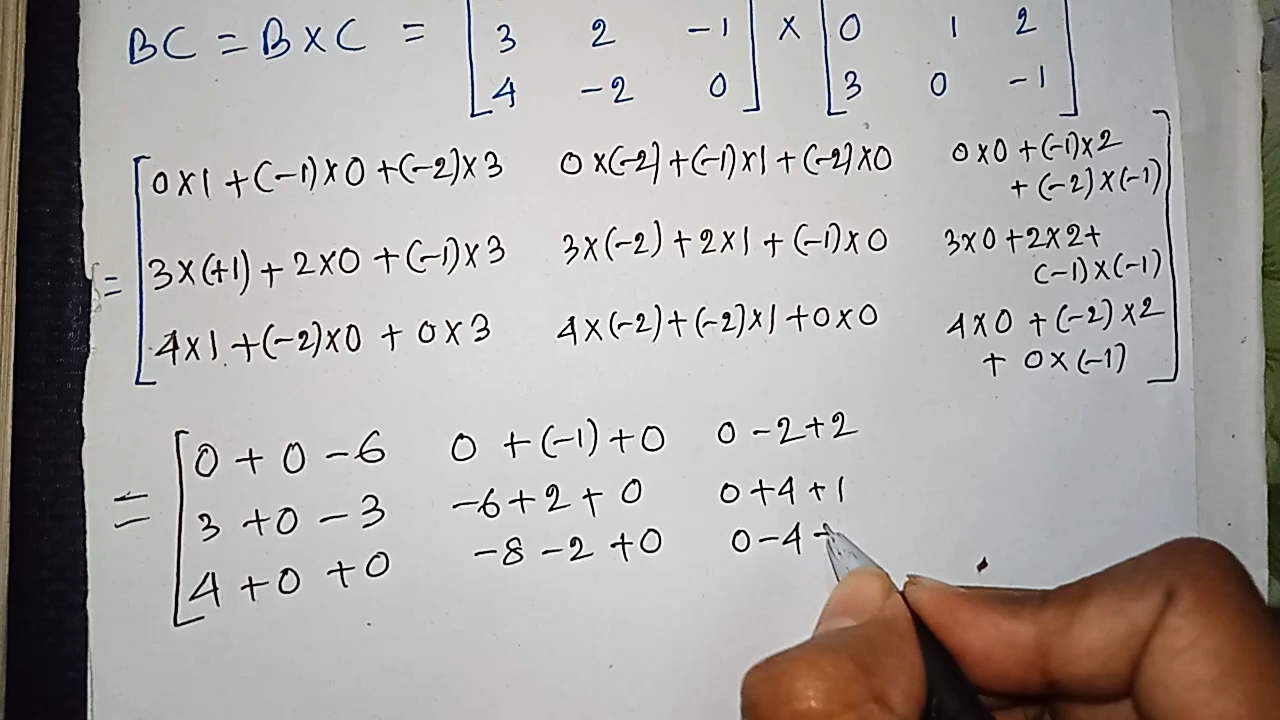 BC = B×C = [3 2 -1] × [0 1 2]
[4 -2 0] [3 0 -1]
[0×1+(-1)×0+(-2)×3 0×(-2)+(-1)×1+(-2)×0 0×0+(-1)×2
+(-2)×(-1)]
= [3×(+1)+2×0+(-1)×3 3×(-2)+2×1+(-1)×0 3×0+2×2+
(-1)×(-1)
4×1+(-2)×0+0×3 4×(-2)+(-2)×1+0×0 4×0+(-2)×2
+ 0×(-1)]
[0+0-6 0+(-1)+0 0-2+2
= 3+0-3 -6+2+0 0+4+1
4+0+0 -8-2+0 0-4